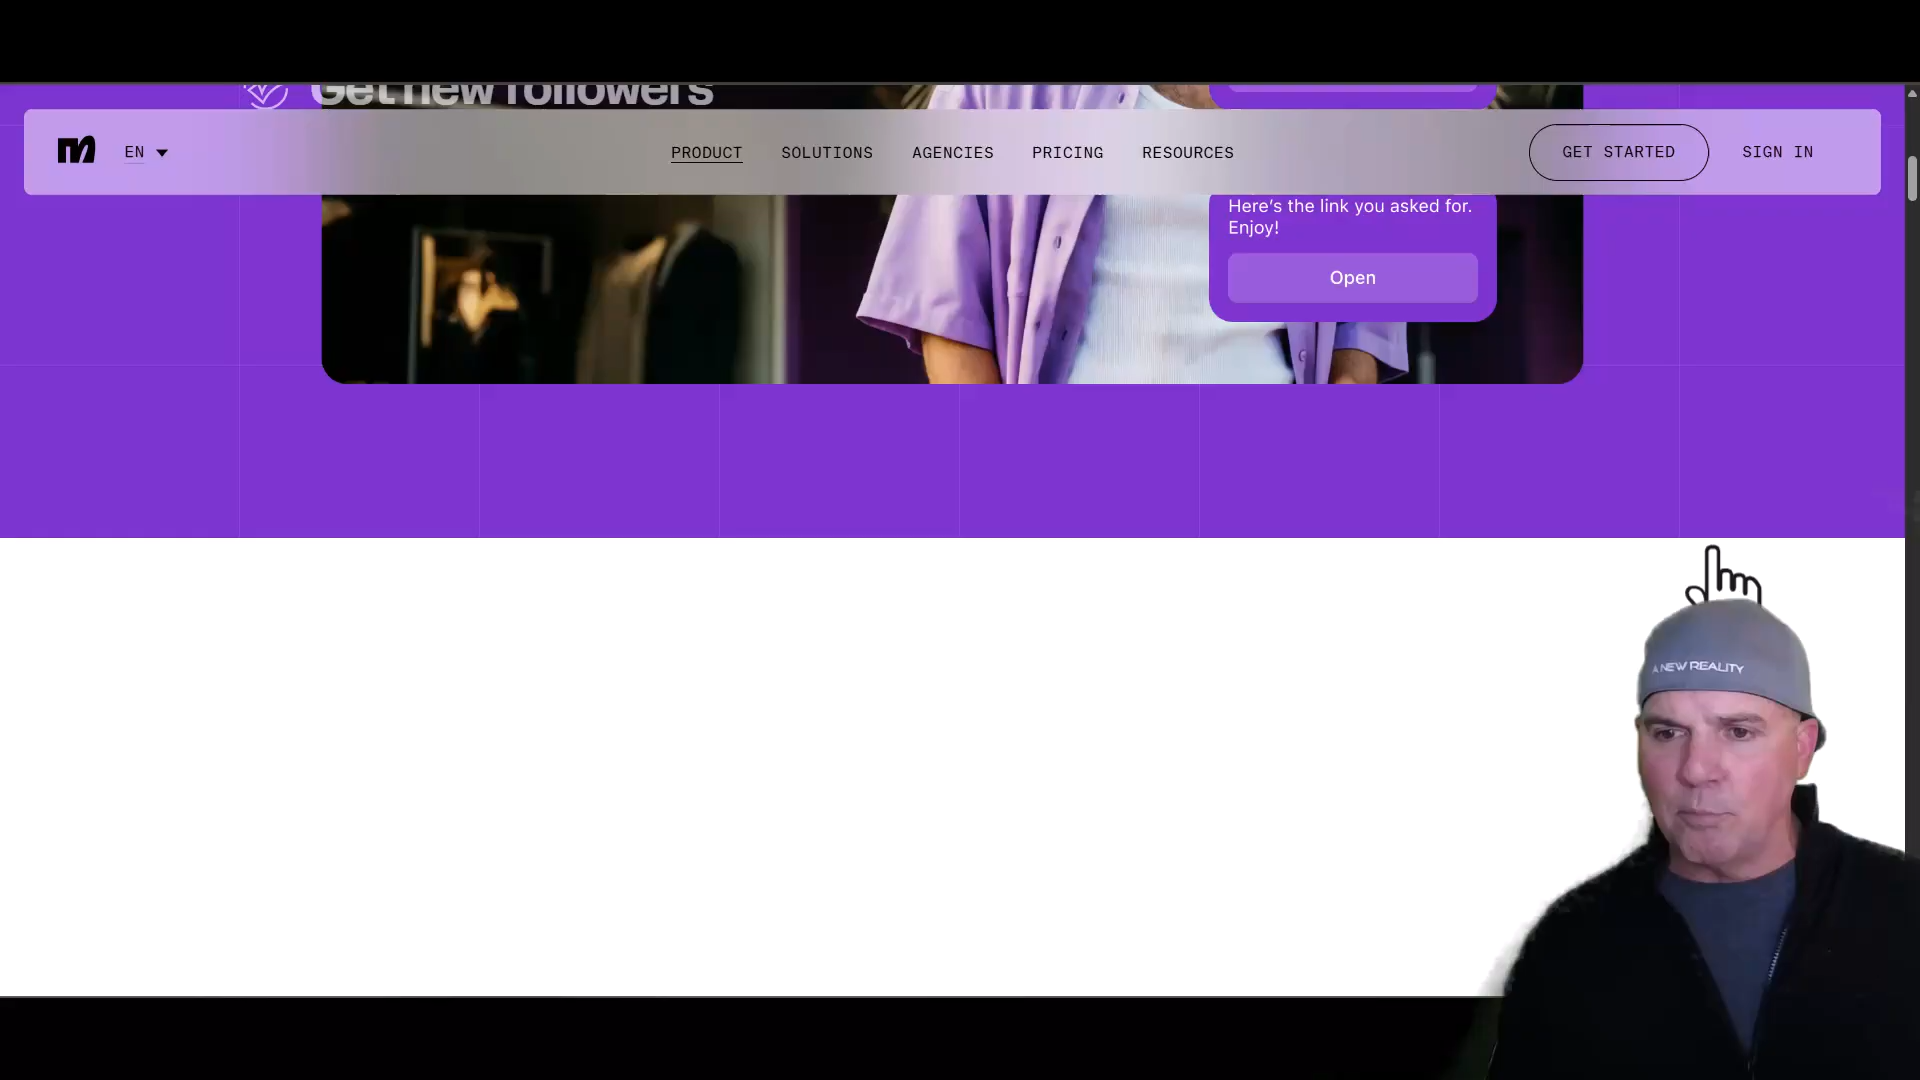 Get new followers
EN
PRODUCT
SOLUTIONS
AGENCIES
PRICING
RESOURCES
GET STARTED
SIGN IN
Here's the link you asked for.
Enjoy!
Open
A NEW REALITY